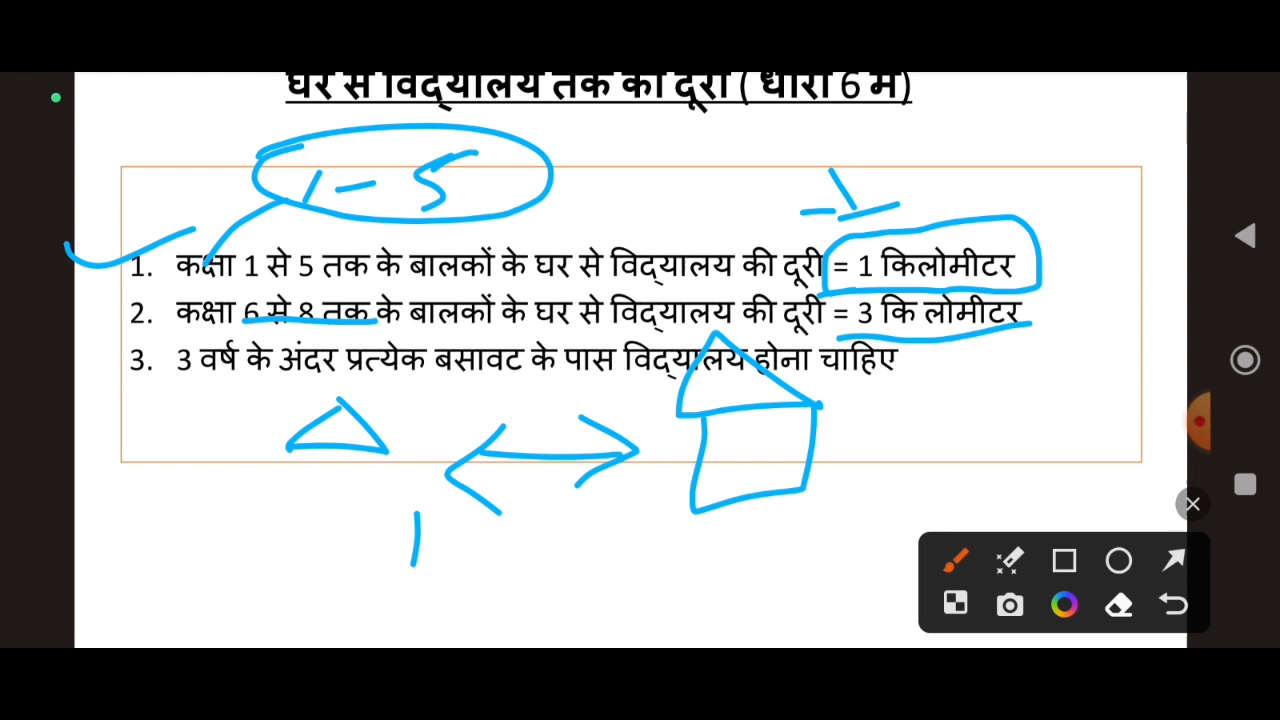 घर से विद्यालय तक की दूरी ( धारा 6 में)
1 - 5
1
1. कक्षा 1 से 5 तक के बालकों के घर से विद्यालय की दूरी = 1 किलोमीटर
2. कक्षा 6 से 8 तक के बालकों के घर से विद्यालय की दूरी = 3 कि लोमीटर
3. 3 वर्ष के अंदर प्रत्येक बसावट के पास विद्यालय होना चाहिए
1